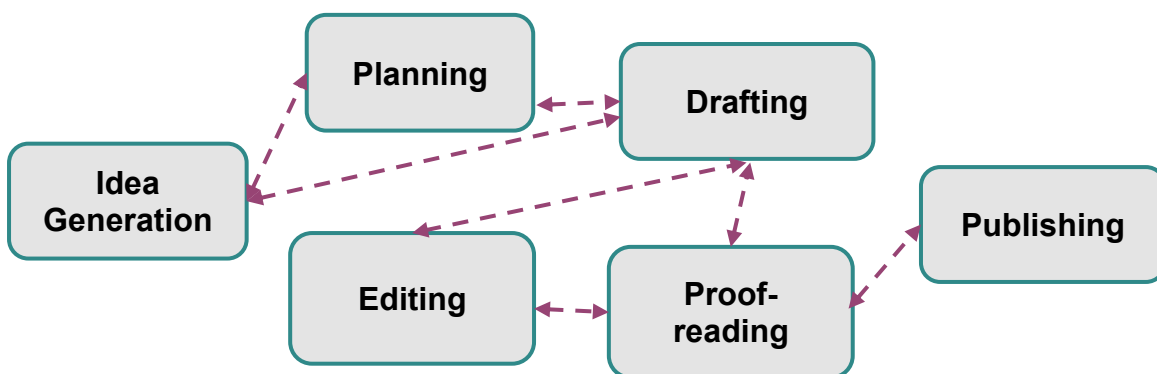 Planning
Drafting
Idea
Generation
Publishing
Editing
Proof-
reading